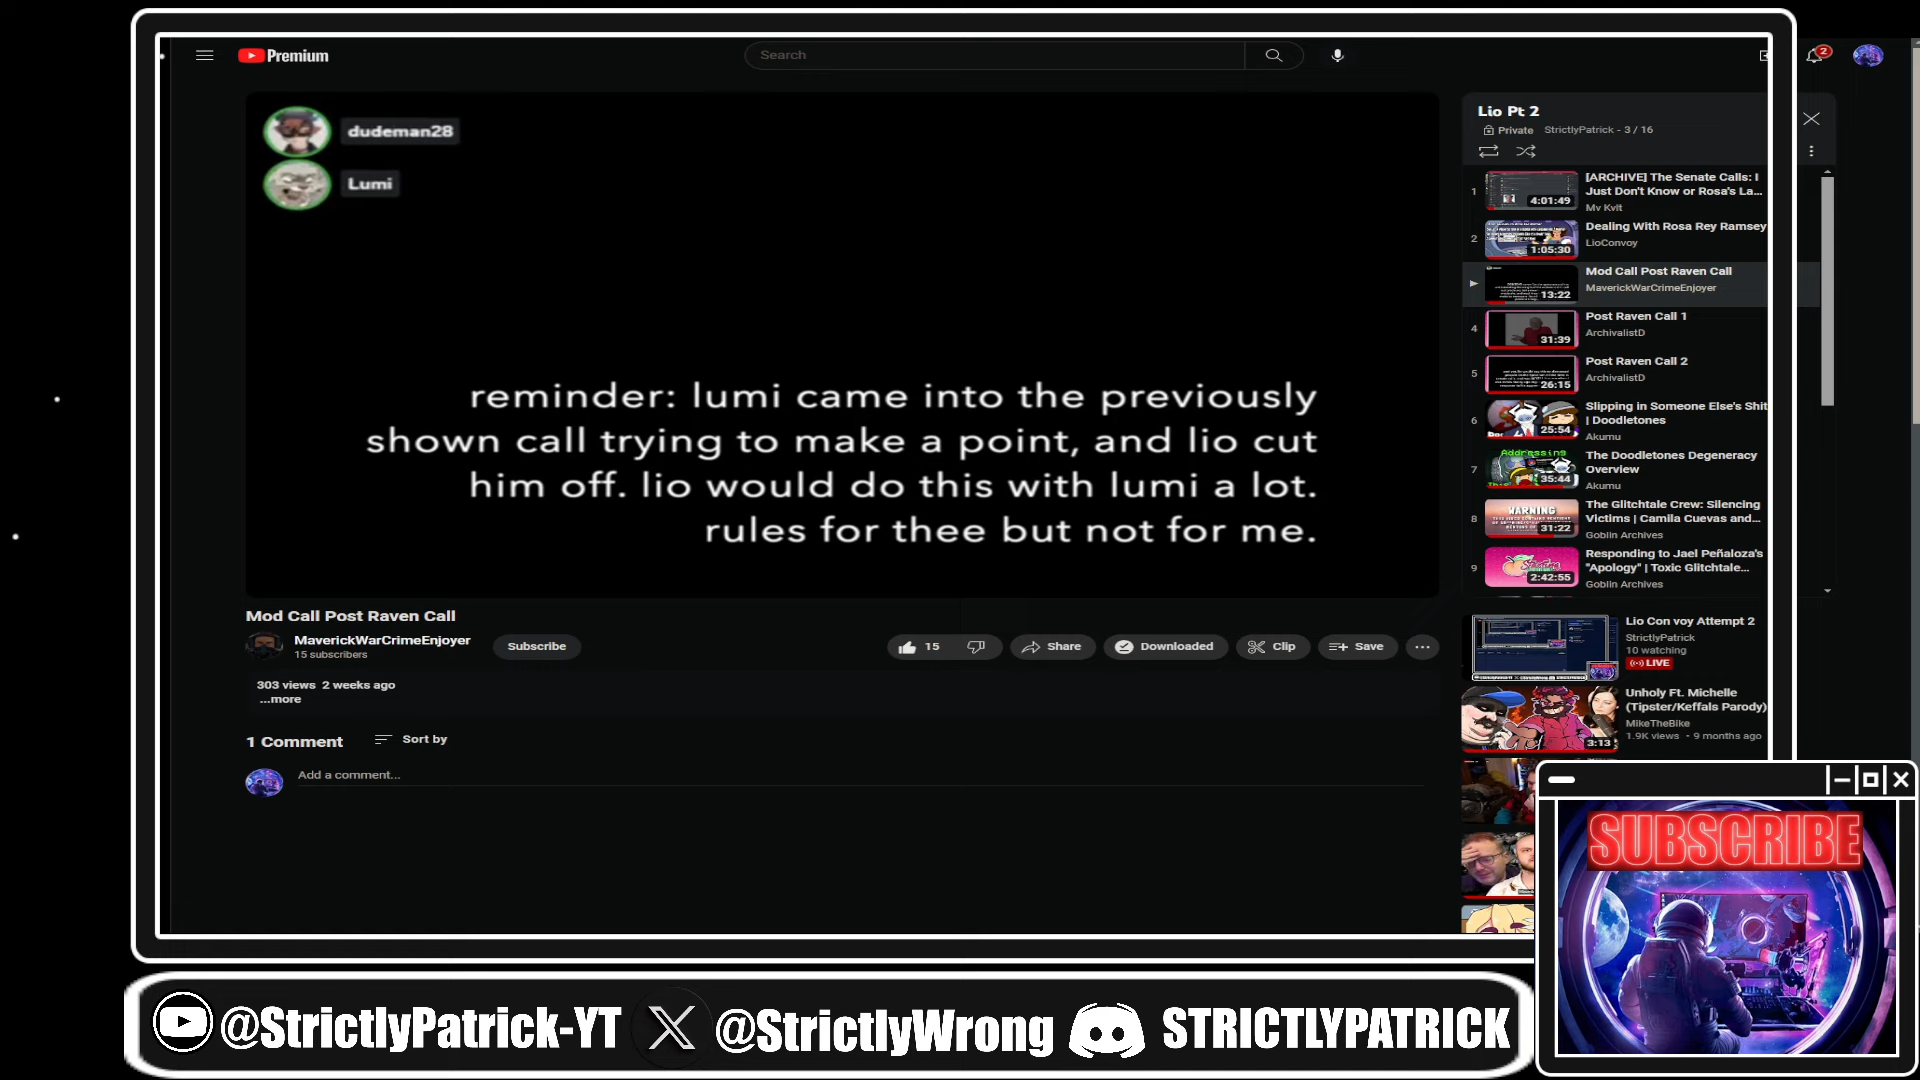 Premium
Search
2
dudeman28
Lumi
reminder: lumi came into the previously
shown call trying to make a point, and lio cut
him off. lio would do this with lumi a lot.
rules for thee but not for me.
Mod Call Post Raven Call
MaverickWarCrimeEnjoyer
15 subscribers
Subscribe
15
Share
Downloaded
Clip
Save
303 views 2 weeks ago
...more
1 Comment
Sort by
Add a comment...
Lio Pt 2
Private
StrictlyPatrick - 3 / 16
1
4:01:49
[ARCHIVE] The Senate Calls: I
Just Don't Know or Rosa's La...
Mv Kvlt
2
1:05:30
Dealing With Rosa Rey Ramsey
LioConvoy
13:22
Mod Call Post Raven Call
MaverickWarCrimeEnjoyer
4
31:39
Post Raven Call 1
ArchivalistD
5
26:15
Post Raven Call 2
ArchivalistD
6
25:54
Slipping in Someone Else's Shit
| Doodletones
Akumu
7
Addressing
35:44
The Doodletones Degeneracy
Overview
Akumu
8
WARNING
31:22
The Glitchtale Crew: Silencing
Victims | Camila Cuevas and...
Goblin Archives
9
2:42:55
Responding to Jael Peñaloza's
"Apology" | Toxic Glitchtale...
Goblin Archives
Lio Con voy Attempt 2
StrictlyPatrick
10 watching
LIVE
3:13
Unholy Ft. Michelle
(Tipster/Keffals Parody)
MikeTheBike
1.9K views • 9 months ago
SUBSCRIBE
@StrictlyPatrick-YT
@StrictlyWrong
STRICTLYPATRICK